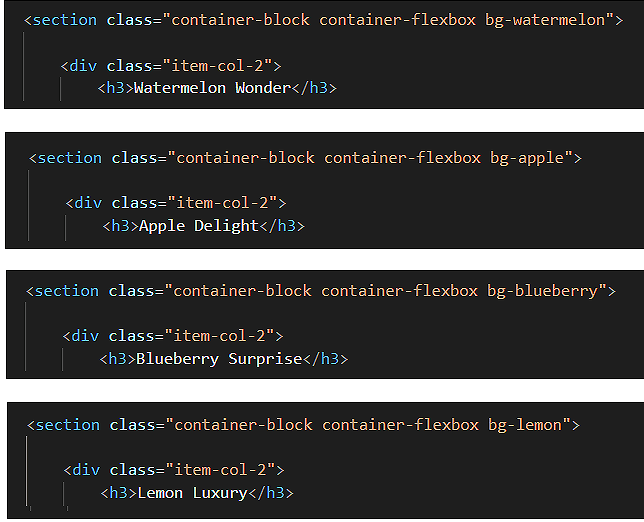 <section class="container-block container-flexbox bg-watermelon">
<div class="item-col-2">
<h3>Watermelon Wonder</h3>
<section class="container-block container-flexbox bg-apple">
<div class="item-col-2">
<h3>Apple Delight</h3>
<section class="container-block container-flexbox bg-blueberry">
<div class="item-col-2">
<h3>Blueberry Surprise</h3>
<section class="container-block container-flexbox bg-lemon">
<div class="item-col-2">
<h3>Lemon Luxury</h3>